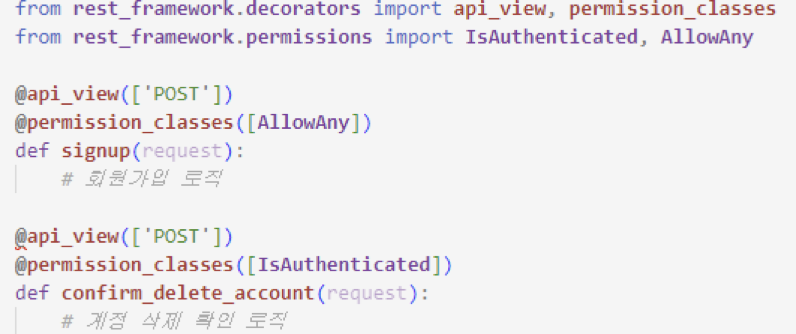 from rest_framework.decorators import api_view, permission_classes
from rest_framework.permissions import IsAuthenticated, AllowAny
@api_view(['POST'])
@permission_classes([AllowAny])
def signup(request):
# 회원가입 로직
@api_view(['POST'])
@permission_classes([IsAuthenticated])
def confirm_delete_account(request):
# 계정 삭제 확인 로직